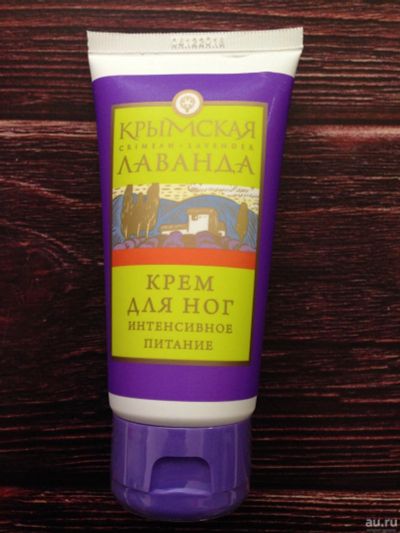 КРЫМСКАЯ
CRIMEAN · LAVENDER
ЛАВАНДА
КРЕМ
ДЛЯ НОГ
ИНТЕНСИВНОЕ
ПИТАНИЕ
au.ru